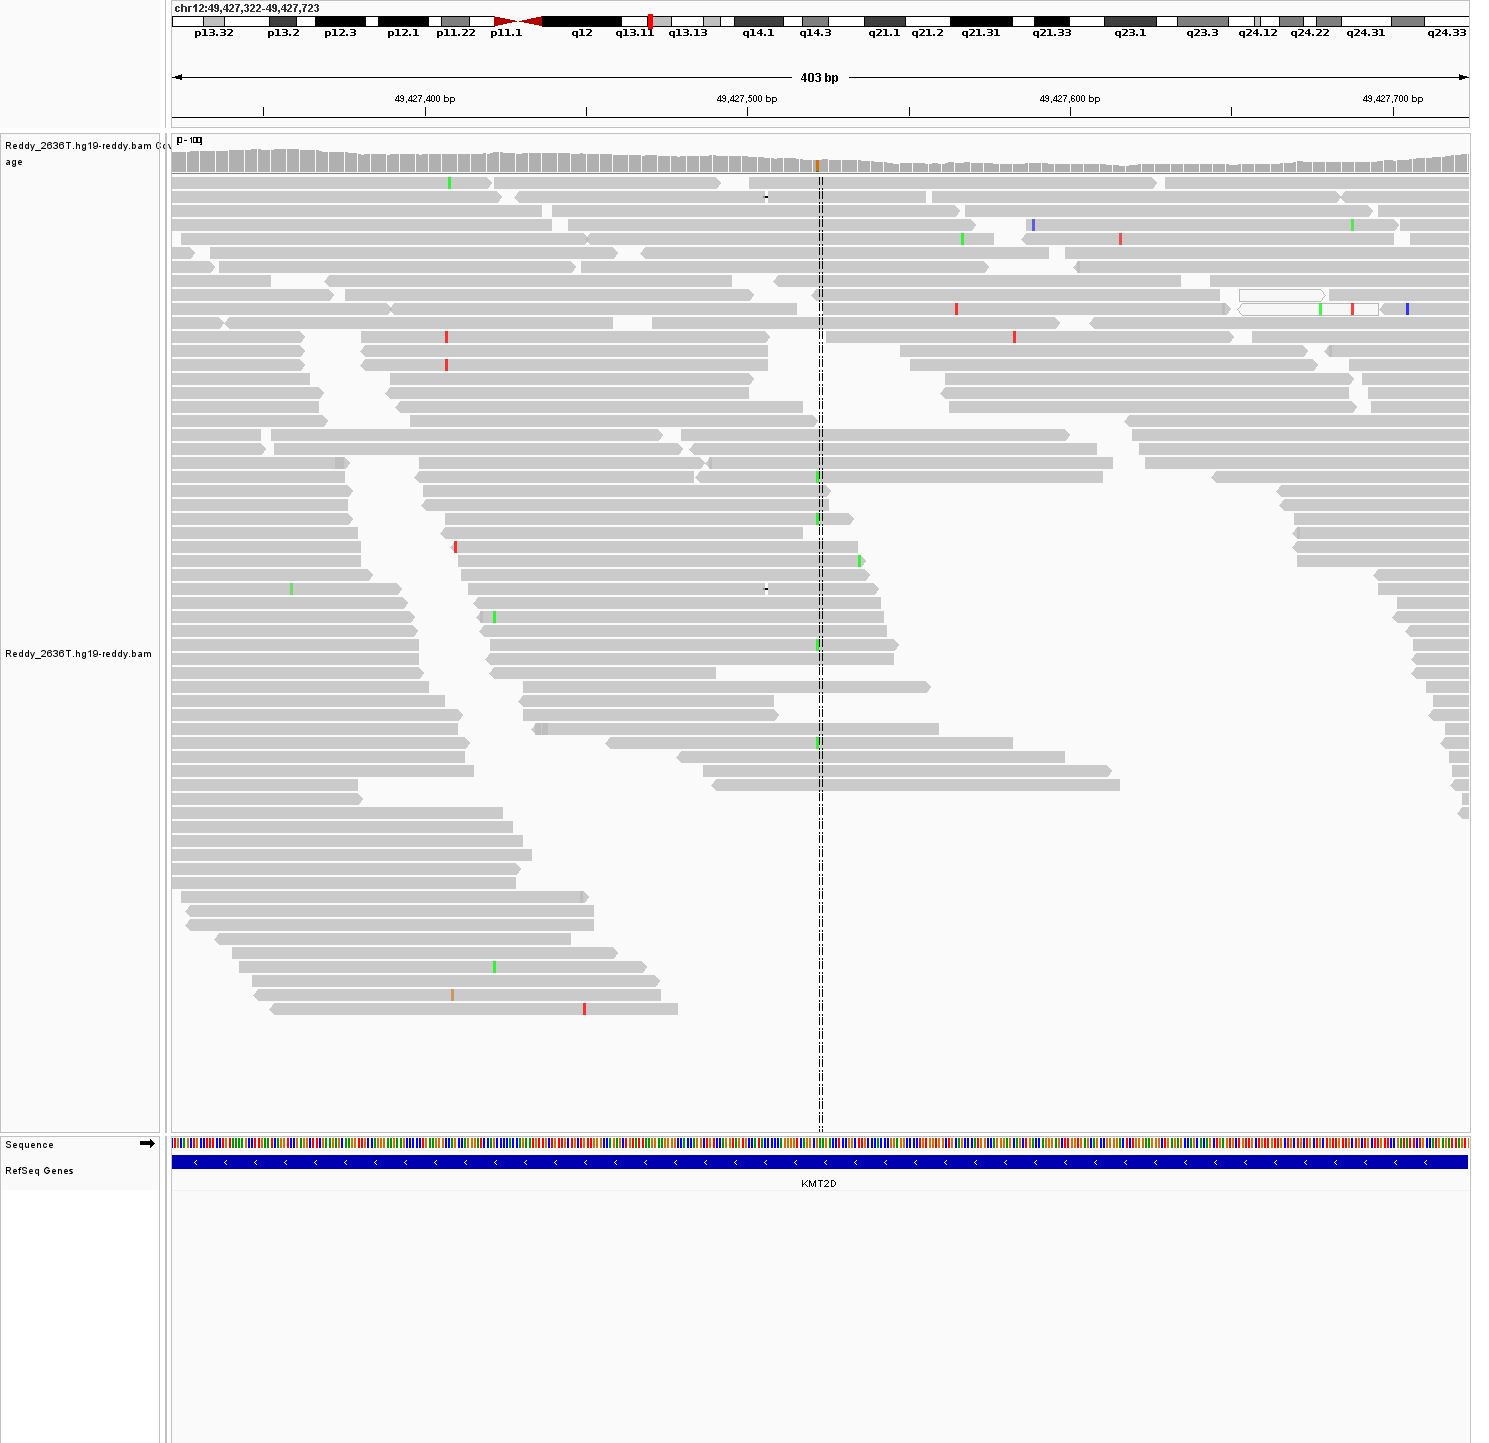 chr12:49,427,322-49,427,723
p13.32 p13.2 p12.3 p12.1 p11.22 p11.1 q12 q13.11 q13.13 q14.1 q14.3 q21.1 q21.2 q21.31 q21.33 q23.1 q23.3 q24.12 q24.22 q24.31 q24.33
403 bp
49,427,400 bp 49,427,500 bp 49,427,600 bp 49,427,700 bp
Reddy_2636T.hg19-reddy.bam Cov
age
[0 - 100]
Reddy_2636T.hg19-reddy.bam
Sequence
RefSeq Genes
KMT2D